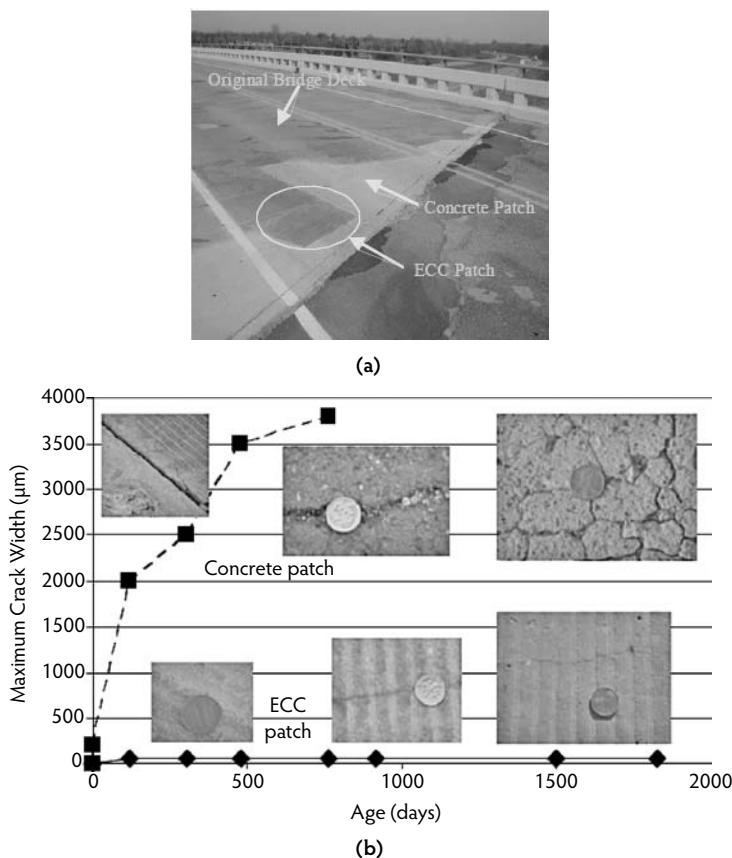 Original Bridge Deck
Concrete Patch
ECC Patch
(a)
4000
3500
3000
2500
2000
1500
1000
500
0
Maximum Crack Width (μm)
Concrete patch
ECC
patch
0 500 1000 1500 2000
Age (days)
(b)